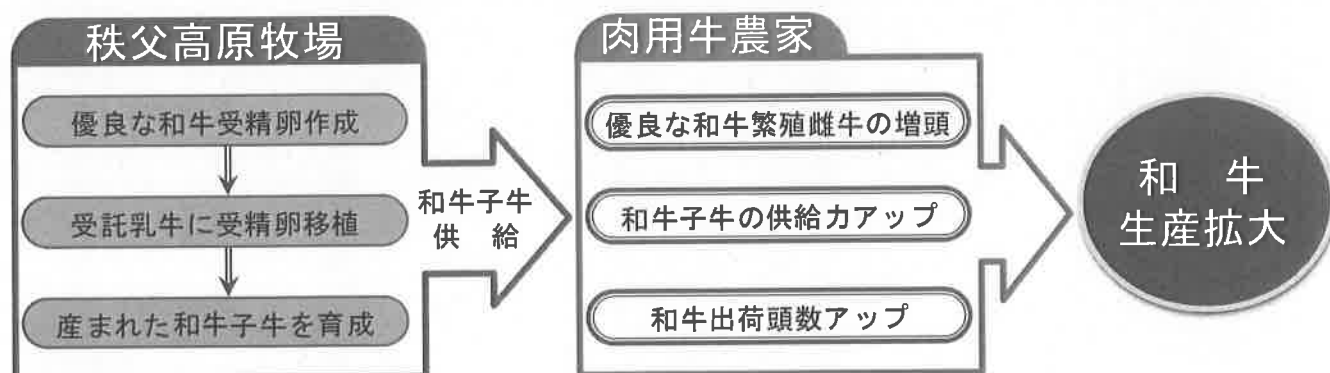 秩父高原牧場
優良な和牛受精卵作成
受託乳牛に受精卵移植
産まれた和牛子牛を育成
和牛子牛
供　給
肉用牛農家
優良な和牛繁殖雌牛の増頭
和牛子牛の供給力アップ
和牛出荷頭数アップ
和　牛
生産拡大